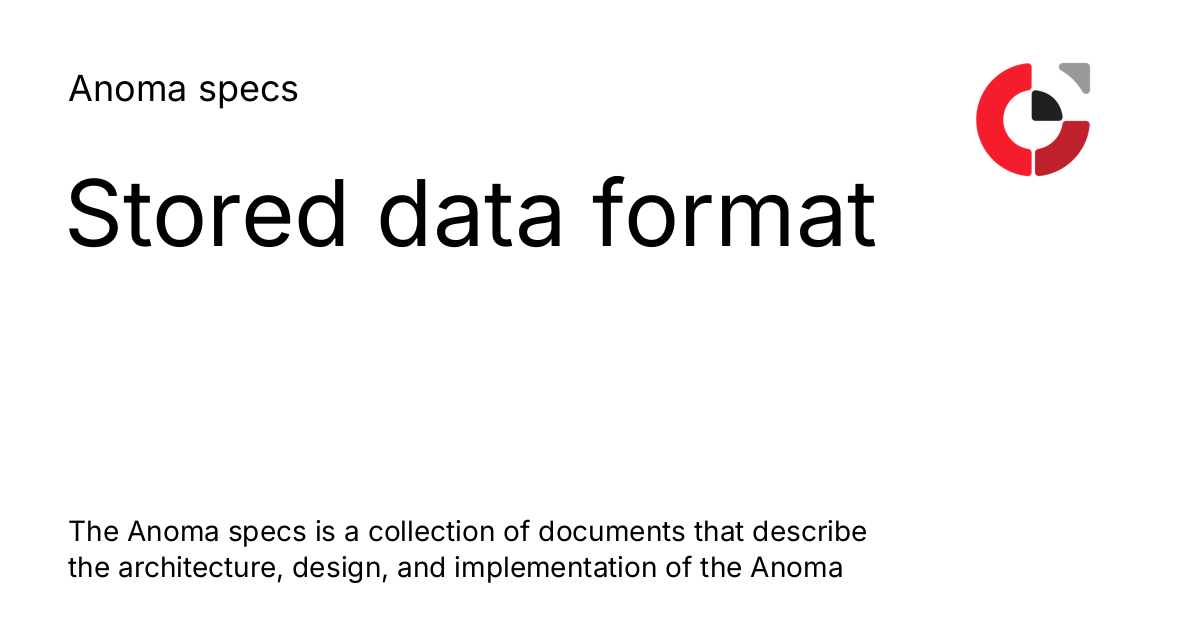 Anoma specs
Stored data format
The Anoma specs is a collection of documents that describe
the architecture, design, and implementation of the Anoma